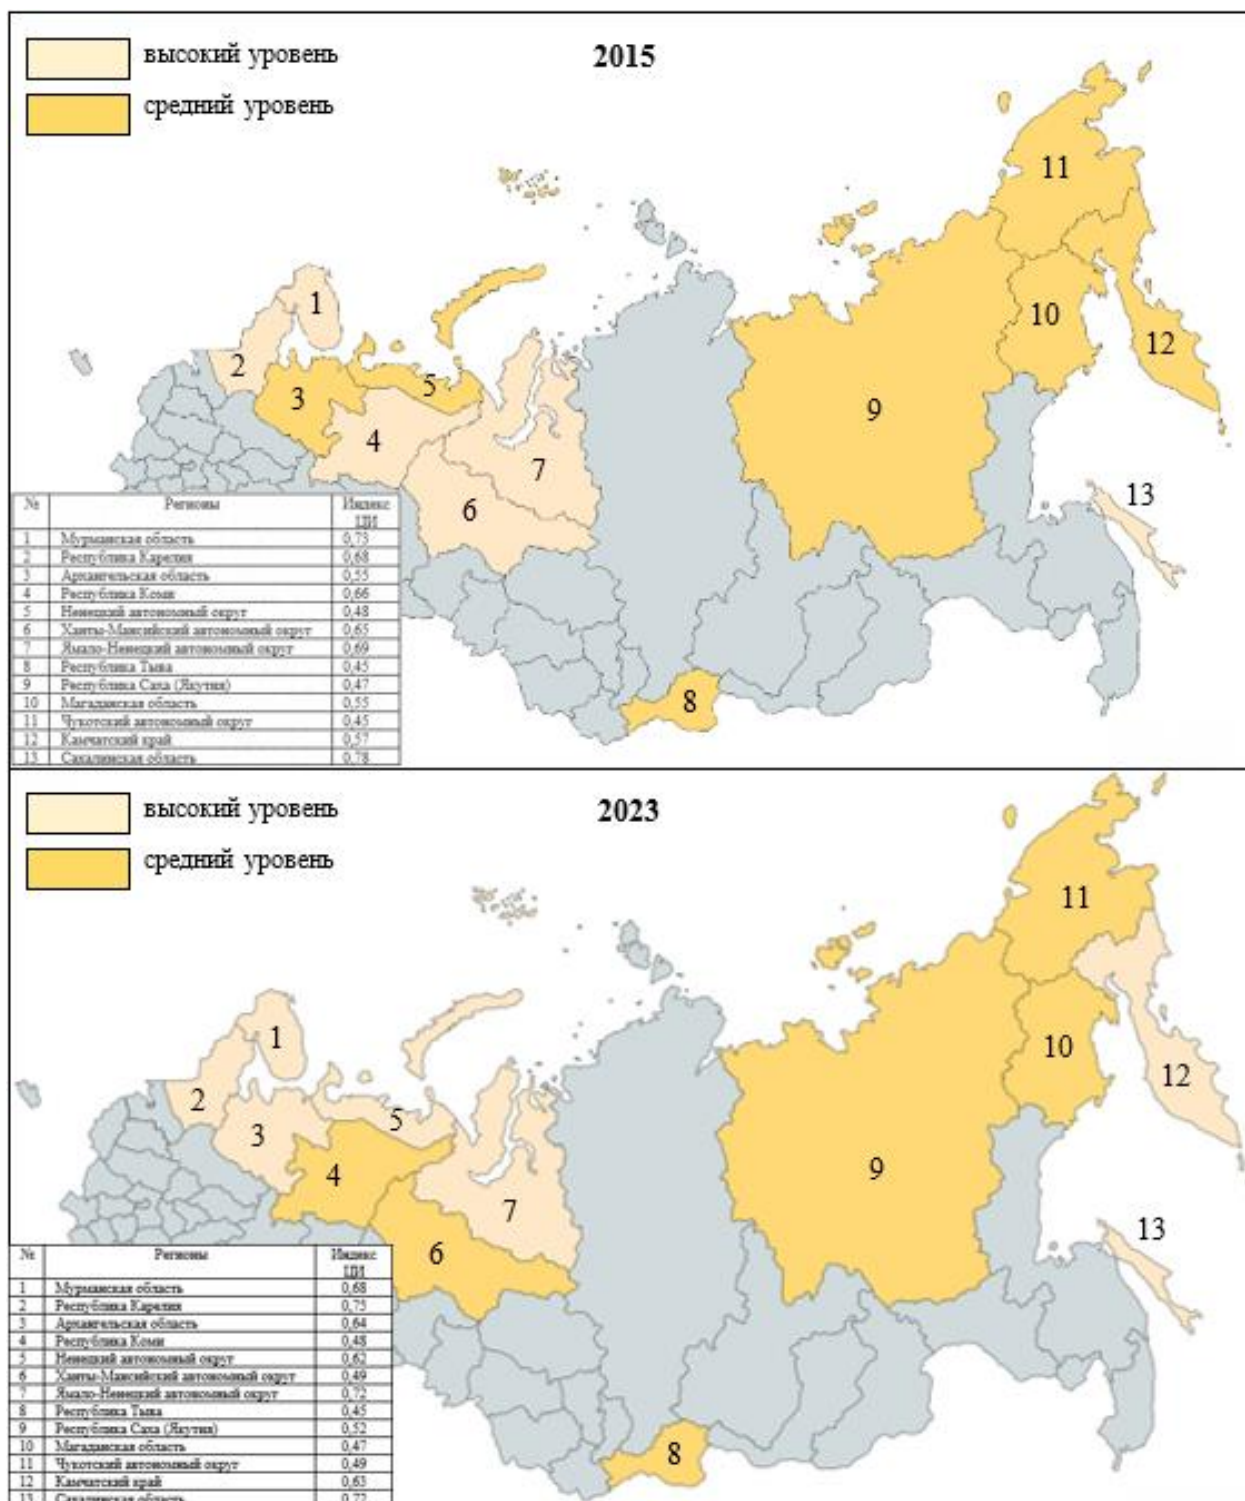 высокий уровень
2015
средний уровень
11
1
10
2
12
5
3
9
4
7
13
6
8
№ Регионы Индекс ЦИ
1 Мурманская область 0,73
2 Республика Карелия 0,68
3 Архангельская область 0,55
4 Республика Коми 0,66
5 Ненецкий автономный округ 0,48
6 Ханты-Мансийский автономный округ 0,65
7 Ямало-Ненецкий автономный округ 0,69
8 Республика Тыва 0,45
9 Республика Саха (Якутия) 0,47
10 Магаданская область 0,55
11 Чукотский автономный округ 0,45
12 Камчатский край 0,57
13 Сахалинская область 0,78
высокий уровень
2023
средний уровень
11
1
10
12
2
5
3
4
9
7
13
6
8
№ Регионы Индекс ЦИ
1 Мурманская область 0,68
2 Республика Карелия 0,75
3 Архангельская область 0,64
4 Республика Коми 0,48
5 Ненецкий автономный округ 0,62
6 Ханты-Мансийский автономный округ 0,49
7 Ямало-Ненецкий автономный округ 0,72
8 Республика Тыва 0,45
9 Республика Саха (Якутия) 0,52
10 Магаданская область 0,47
11 Чукотский автономный округ 0,49
12 Камчатский край 0,63
13 Сахалинская область 0,72